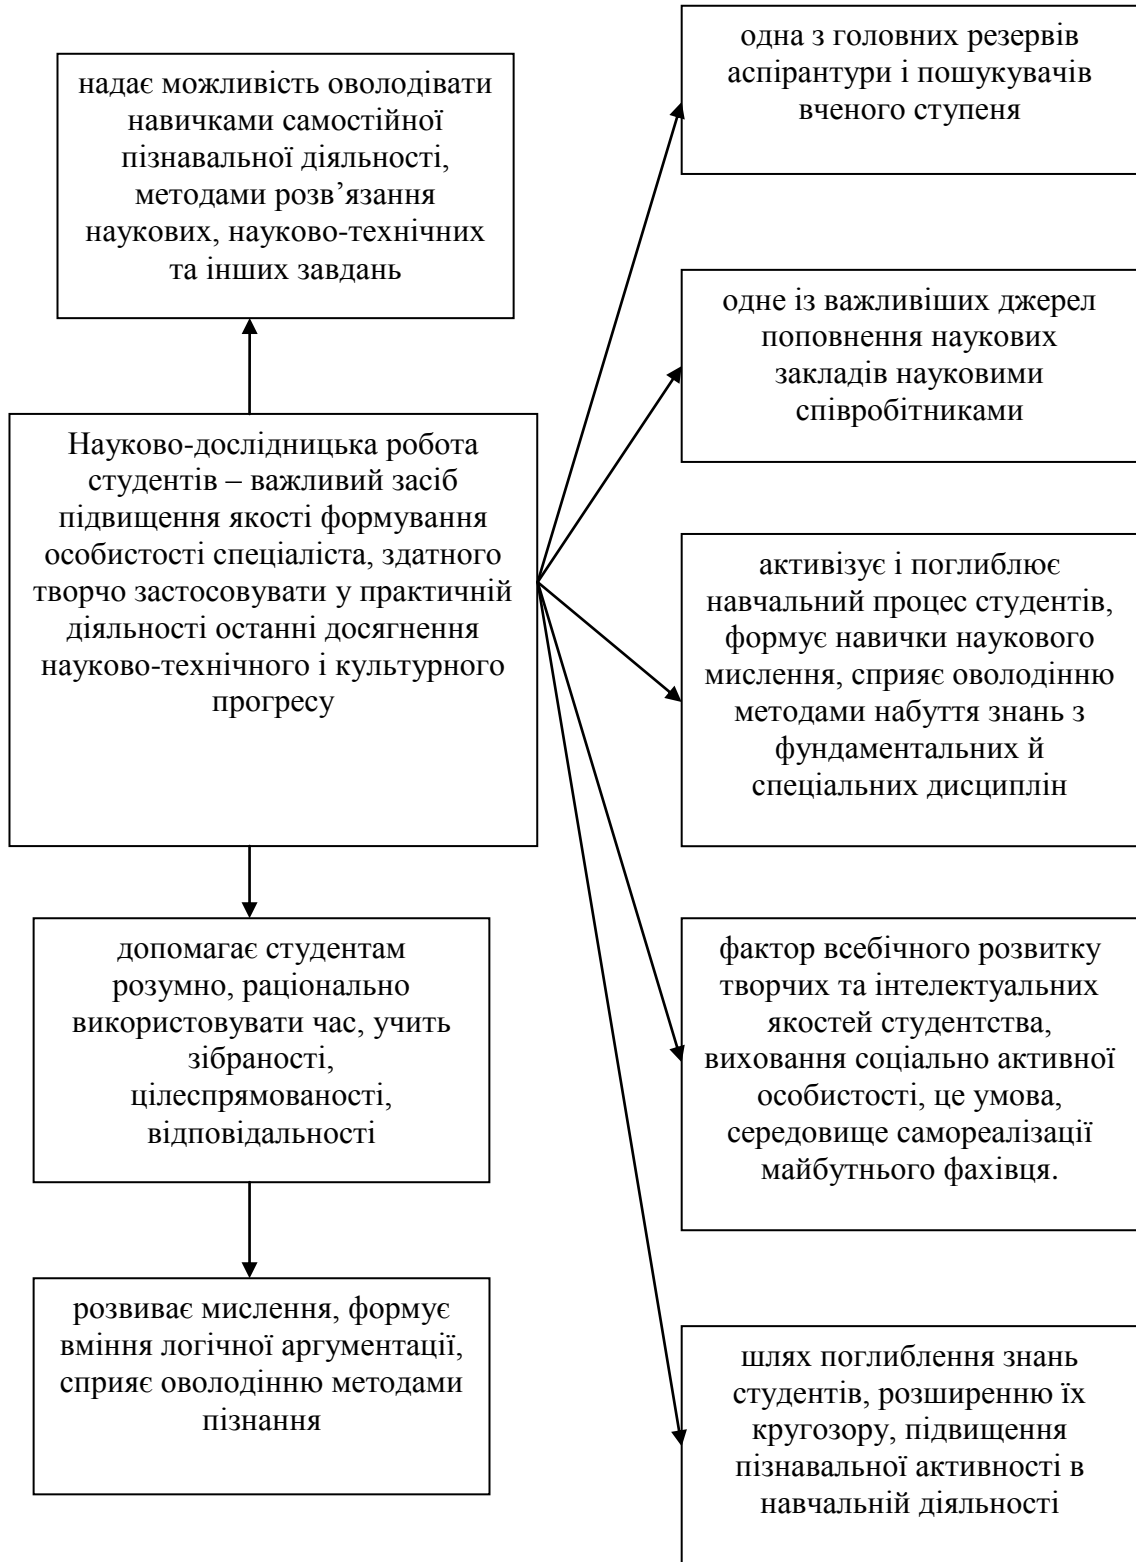 надає можливість оволодівати
навичками самостійної
пізнавальної діяльності,
методами розв’язання
наукових, науково-технічних
та інших завдань
Науково-дослідницька робота
студентів – важливий засіб
підвищення якості формування
особистості спеціаліста, здатного
творчо застосовувати у практичній
діяльності останні досягнення
науково-технічного і культурного
прогресу
допомагає студентам
розумно, раціонально
використовувати час, учить
зібраності,
цілеспрямованості,
відповідальності
розвиває мислення, формує
вміння логічної аргументації,
сприяє оволодінню методами
пізнання
одна з головних резервів
аспірантури і пошукувачів
вченого ступеня
одне із важливіших джерел
поповнення наукових
закладів науковими
співробітниками
активізує і поглиблює
навчальний процес студентів,
формує навички наукового
мислення, сприяє оволодінню
методами набуття знань з
фундаментальних й
спеціальних дисциплін
фактор всебічного розвитку
творчих та інтелектуальних
якостей студентства,
виховання соціально активної
особистості, це умова,
середовище самореалізації
майбутнього фахівця.
шлях поглиблення знань
студентів, розширенню їх
кругозору, підвищення
пізнавальної активності в
навчальній діяльності